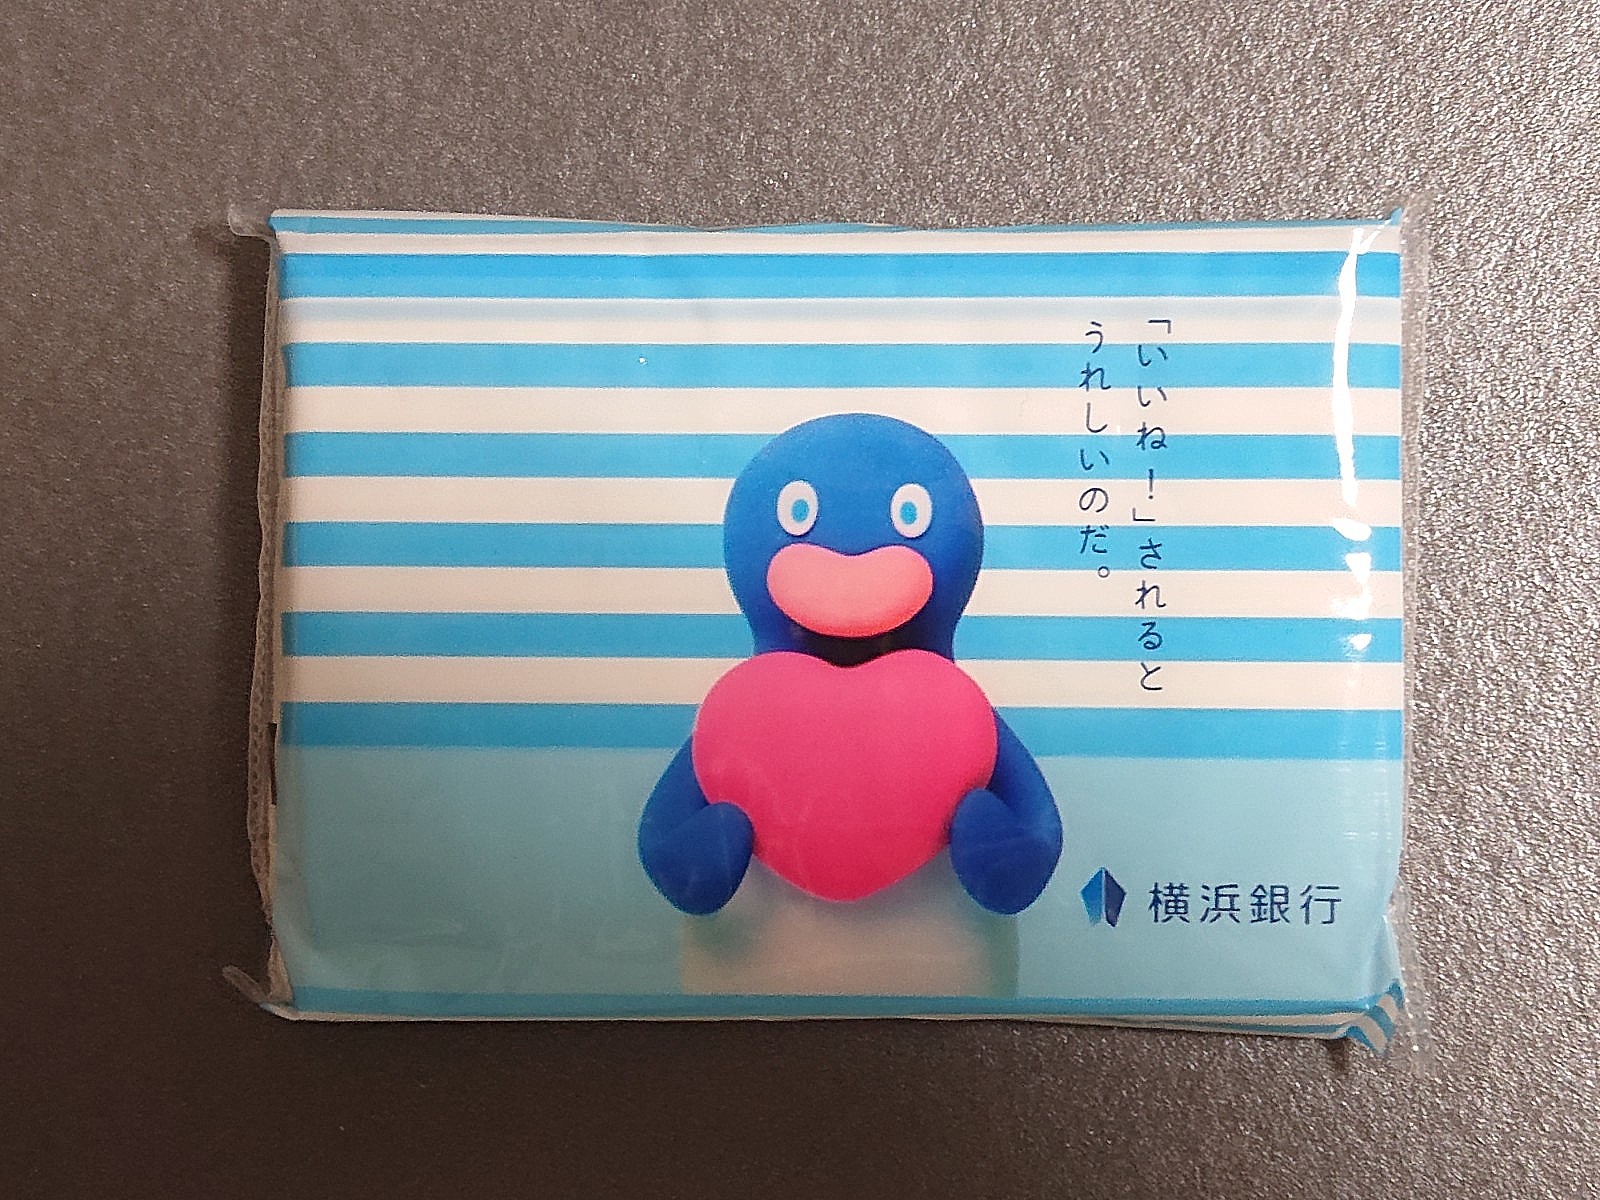 「いいね！」されると
うれしいのだ。
横浜銀行